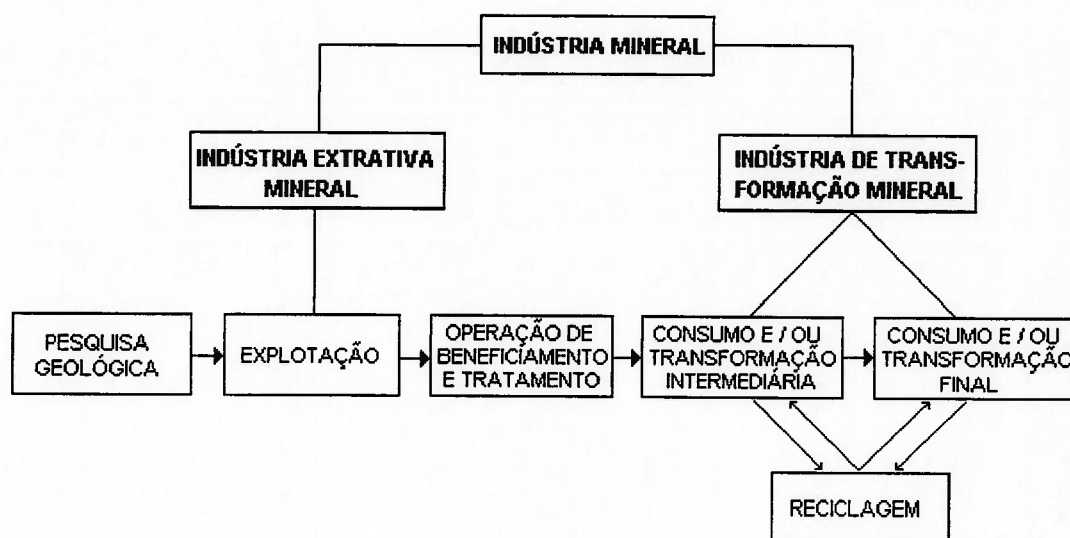 INDÚSTRIA MINERAL
INDÚSTRIA EXTRATIVA
MINERAL
INDÚSTRIA DE TRANS-
FORMAÇÃO MINERAL
PESQUISA
GEOLÓGICA
EXPLOTAÇÃO
OPERAÇÃO DE
BENEFICIAMENTO
E TRATAMENTO
CONSUMO E / OU
TRANSFORMAÇÃO
INTERMEDIÁRIA
CONSUMO E / OU
TRANSFORMAÇÃO
FINAL
RECICLAGEM